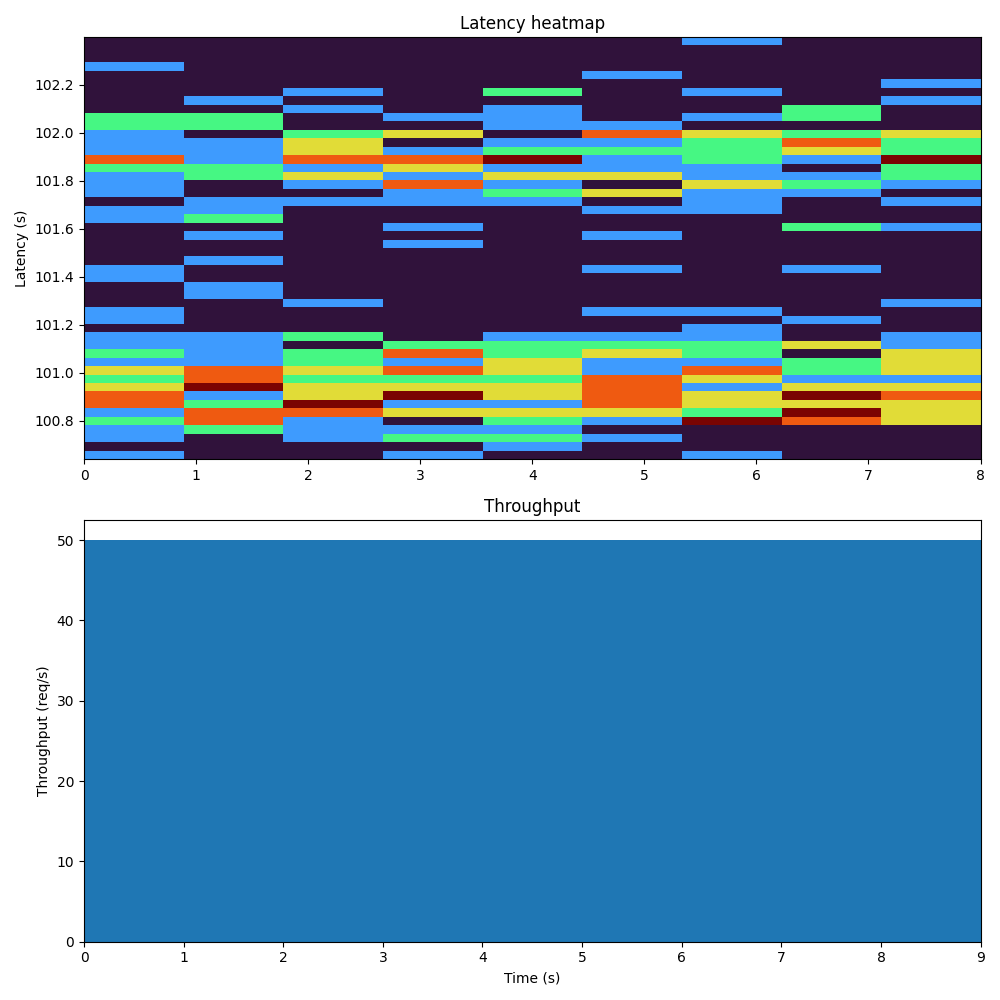 Latency heatmap
Latency (s)
102.2
102.0
101.8
101.6
101.4
101.2
101.0
100.8
0 1 2 3 4 5 6 7 8
Throughput
Throughput (req/s)
50
40
30
20
10
0
0 1 2 3 4 5 6 7 8 9
Time (s)